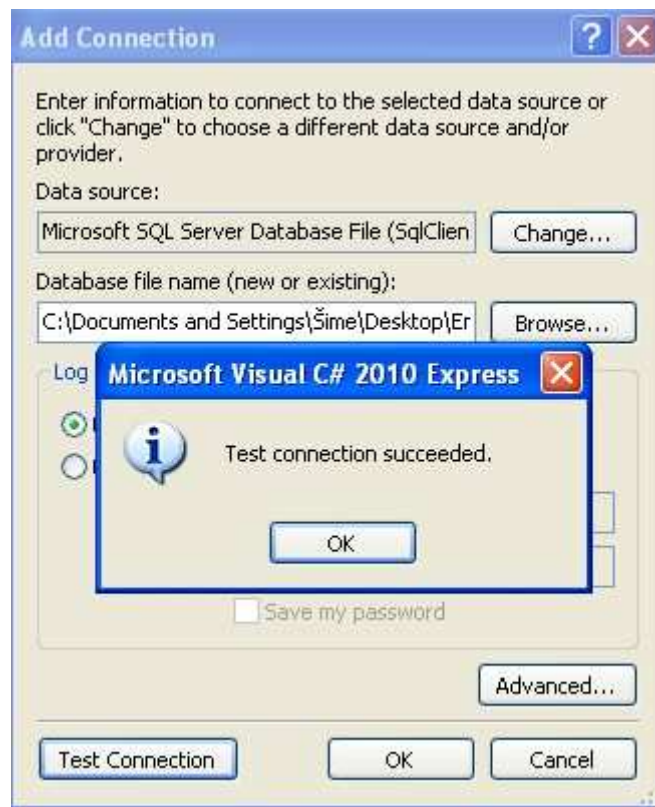 Add Connection
Enter information to connect to the selected data source or
click "Change" to choose a different data source and/or
provider.
Data source:
Microsoft SQL Server Database File (SqlClien
Change...
Database file name (new or existing):
C:\Documents and Settings\Šime\Desktop\Er
Browse...
Log
Microsoft Visual C# 2010 Express
Test connection succeeded.
OK
Save my password
Advanced...
Test Connection
OK
Cancel